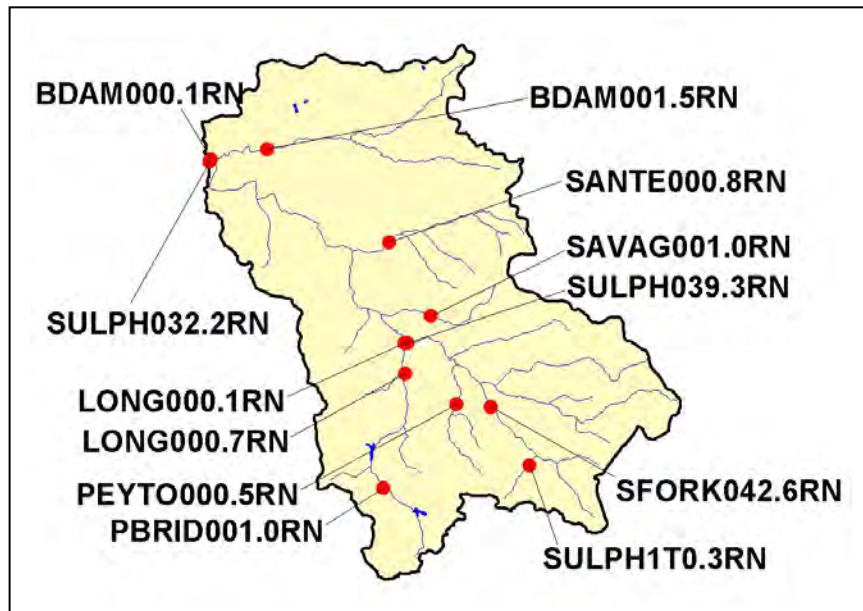 BDAM000.1RN
BDAM001.5RN
SANTE000.8RN
SAVAG001.0RN
SULPH039.3RN
SULPH032.2RN
LONG000.1RN
LONG000.7RN
PEYTO000.5RN
SFORK042.6RN
PBRID001.0RN
SULPH1T0.3RN